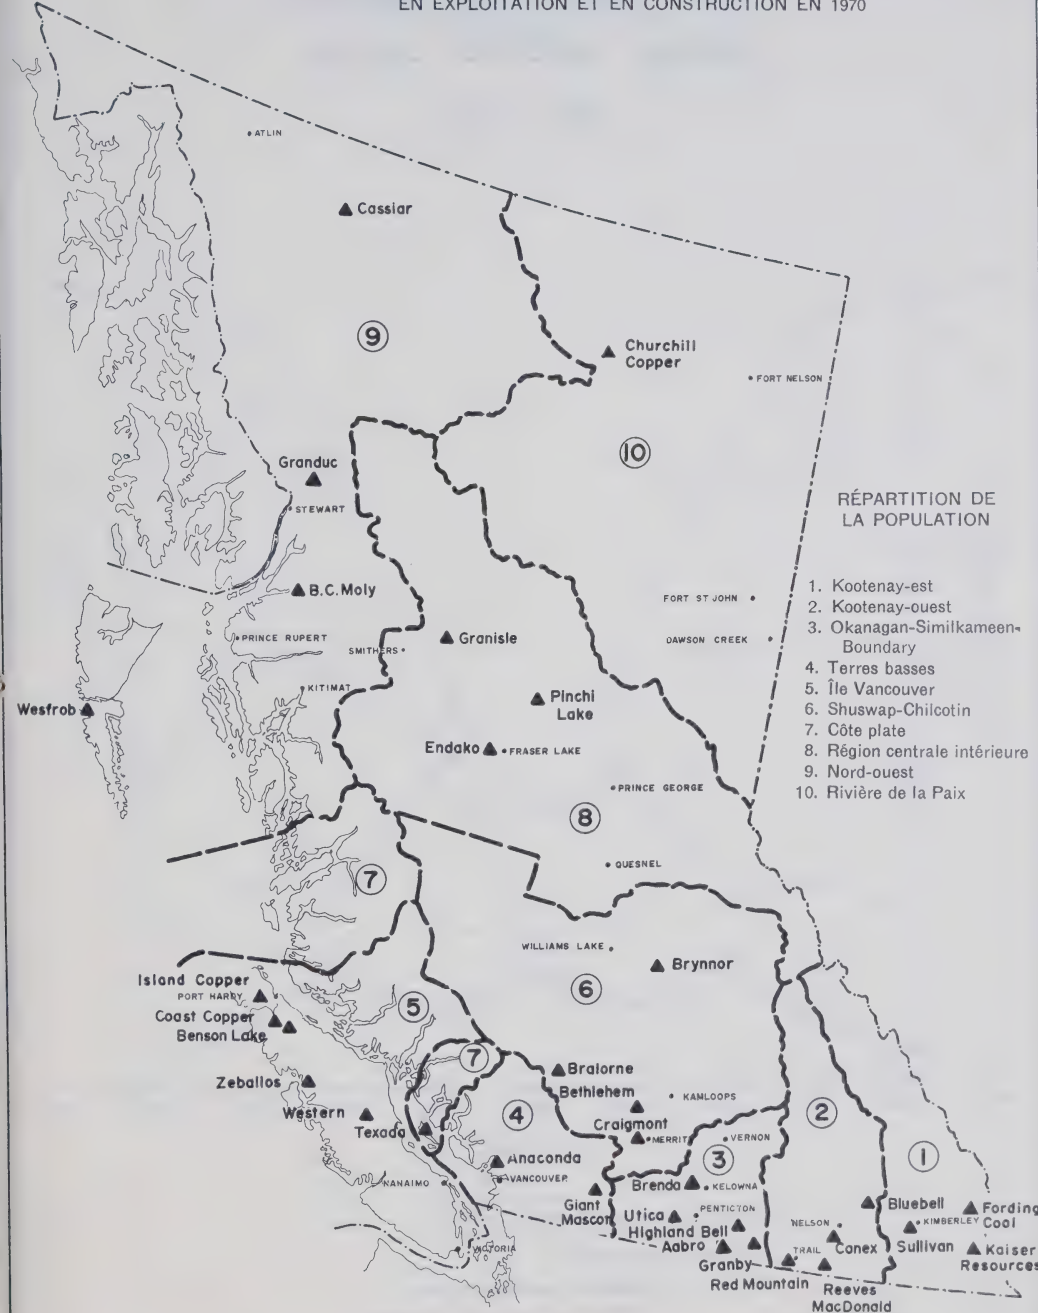 EN EXPLOITATION ET EN CONSTRUCTION EN 1970
ATLIN
Cassiar
9
Churchill
Copper
FORT NELSON
10
Granduc
STEWART
RÉPARTITION DE
LA POPULATION
1. Kootenay-est
2. Kootenay-ouest
3. Okanagan-Similkameen-
Boundary
4. Terres basses
5. Île Vancouver
6. Shuswap-Chilcotin
7. Côte plate
8. Région centrale intérieure
9. Nord-ouest
10. Rivière de la Paix
B.C. Moly
FORT ST JOHN
PRINCE RUPERT
Granisle
DAWSON CREEK
SMITHERS
KITIMAT
Pinchi
Lake
Wesfrob
Endako
FRASER LAKE
PRINCE GEORGE
8
QUESNEL
7
WILLIAMS LAKE
Brynnor
Island Copper
PORT HARDY
6
5
Coast Copper
Benson Lake
7
Zeballos
Bralorne
Bethlehem
KAMLOOPS
Western
4
Craigmont
2
Texada
MERRITT
VERNON
3
1
Anaconda
VANCOUVER
NANAIMO
Brenda
KELOWNA
Giant
Mascot
Bluebell
Fording
Coal
Utica
PENTICTON
KIMBERLEY
Highland Bell
NELSON
Sullivan
Aabro
Canex
Kaiser
Resources
VICTORIA
Granby
TRAIL
Red Mountain
Reeves
MacDonald